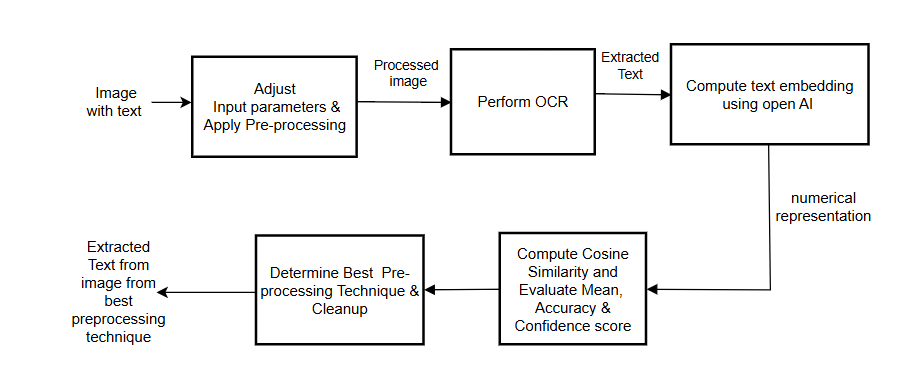 Image
with text
Adjust
Input parameters &
Apply Pre-processing
Processed
image
Perform OCR
Extracted
Text
Compute text embedding
using open AI
numerical
representation
Compute Cosine
Similarity and
Evaluate Mean,
Accuracy &
Confidence score
Determine Best Pre-
processing Technique &
Cleanup
Extracted
Text from
image from
best
preprocessing
technique